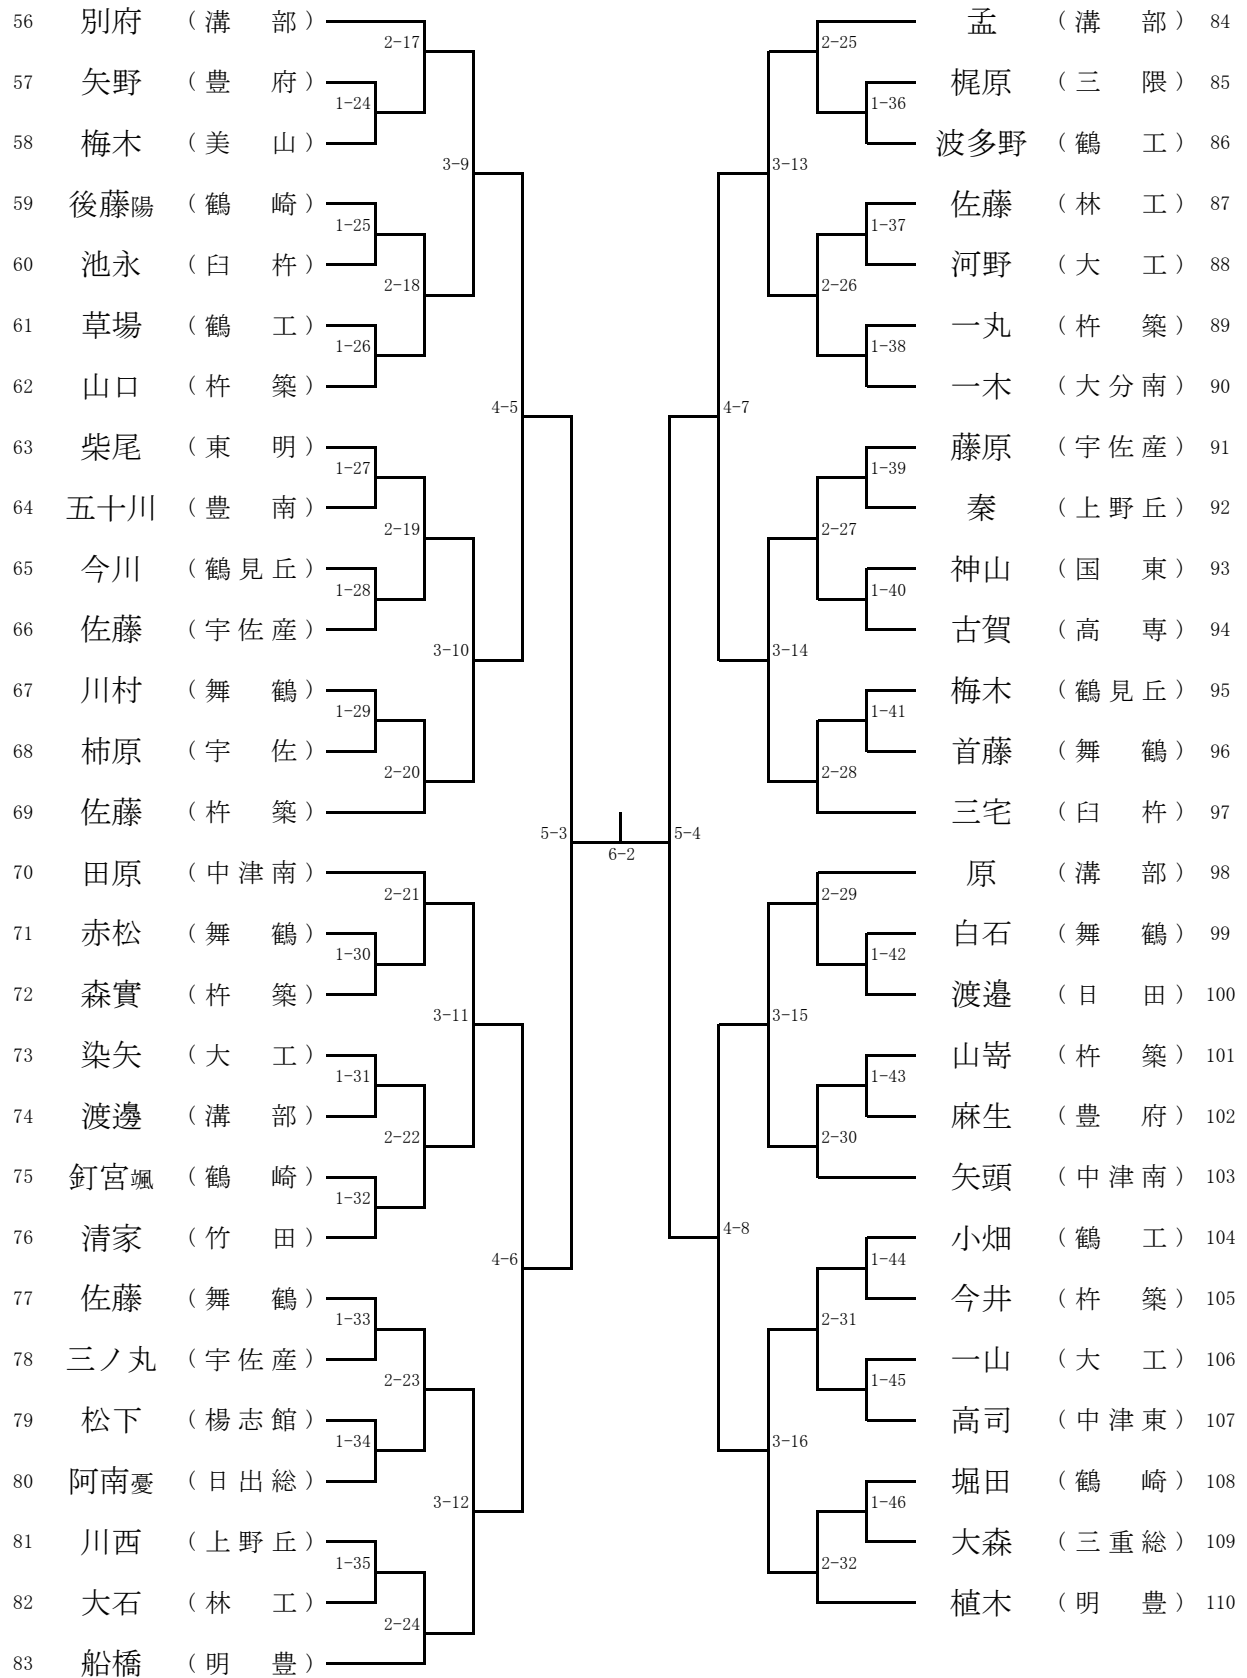 56 別府 （溝部） 2-17
57 矢野 （豊府） 1-24
58 梅木 （美山） 3-9
59 後藤陽 （鶴崎） 1-25
60 池永 （臼杵） 2-18
61 草場 （鶴工） 1-26
62 山口 （杵築） 4-5
63 柴尾 （東明） 1-27
64 五十川 （豊南） 2-19
65 今川 （鶴見丘） 1-28
66 佐藤 （宇佐産） 3-10
67 川村 （舞鶴） 1-29
68 柿原 （宇佐） 2-20
69 佐藤 （杵築） 5-3
6-2
70 田原 （中津南） 2-21
71 赤松 （舞鶴） 1-30
72 森實 （杵築） 3-11
73 染矢 （大工） 1-31
74 渡邊 （溝部） 2-22
75 釘宮颯 （鶴崎） 1-32
76 清家 （竹田） 4-6
77 佐藤 （舞鶴） 1-33
78 三ノ丸 （宇佐産） 2-23
79 松下 （楊志館） 1-34
80 阿南憂 （日出総） 3-12
81 川西 （上野丘） 1-35
82 大石 （林工） 2-24
83 船橋 （明豊）
2-25 孟 （溝部） 84
1-36 梶原 （三隈） 85
3-13 波多野 （鶴工） 86
1-37 佐藤 （林工） 87
2-26 河野 （大工） 88
1-38 一丸 （杵築） 89
4-7 一木 （大分南） 90
1-39 藤原 （宇佐産） 91
2-27 秦 （上野丘） 92
1-40 神山 （国東） 93
3-14 古賀 （高専） 94
1-41 梅木 （鶴見丘） 95
2-28 首藤 （舞鶴） 96
5-4 三宅 （臼杵） 97
2-29 原 （溝部） 98
1-42 白石 （舞鶴） 99
3-15 渡邉 （日田） 100
1-43 山嵜 （杵築） 101
2-30 麻生 （豊府） 102
矢頭 （中津南） 103
4-8 小畑 （鶴工） 104
1-44 今井 （杵築） 105
2-31 一山 （大工） 106
1-45 高司 （中津東） 107
3-16 堀田 （鶴崎） 108
1-46 大森 （三重総） 109
2-32 植木 （明豊） 110